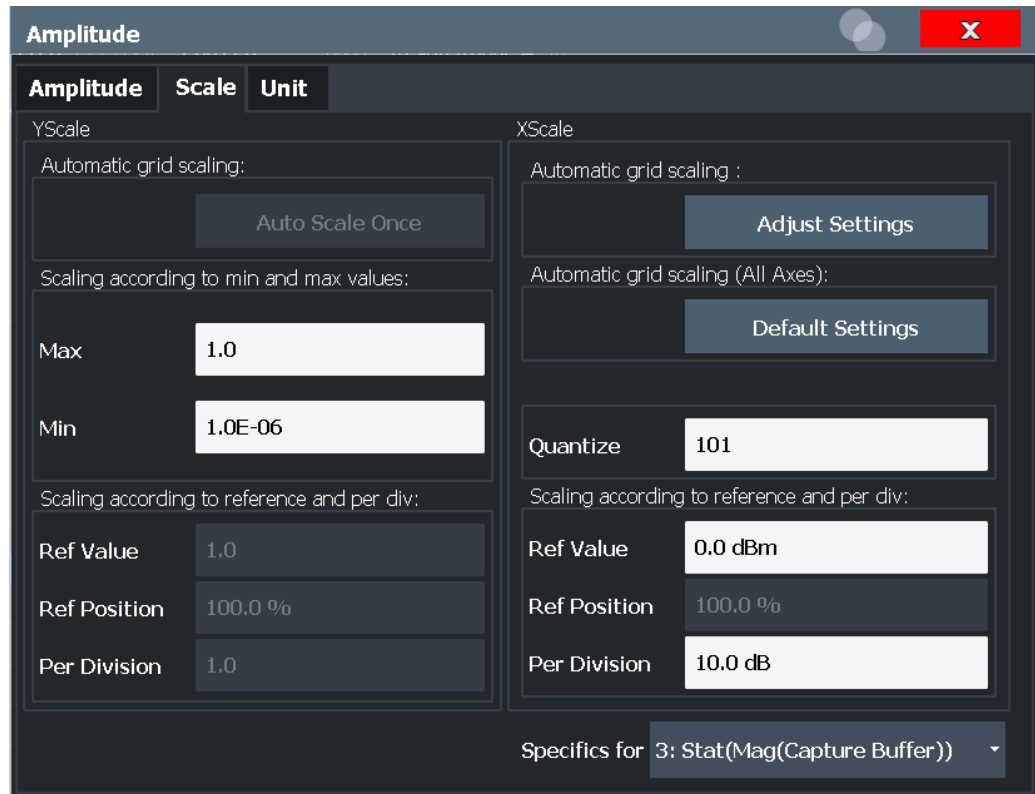 Amplitude
X
Amplitude Scale Unit
YScale
Automatic grid scaling:
Auto Scale Once
Scaling according to min and max values:
Max 1.0
Min 1.0E-06
Scaling according to reference and per div:
Ref Value 1.0
Ref Position 100.0 %
Per Division 1.0
XScale
Automatic grid scaling :
Adjust Settings
Automatic grid scaling (All Axes):
Default Settings
Quantize 101
Scaling according to reference and per div:
Ref Value 0.0 dBm
Ref Position 100.0 %
Per Division 10.0 dB
Specifics for 3: Stat(Mag(Capture Buffer))